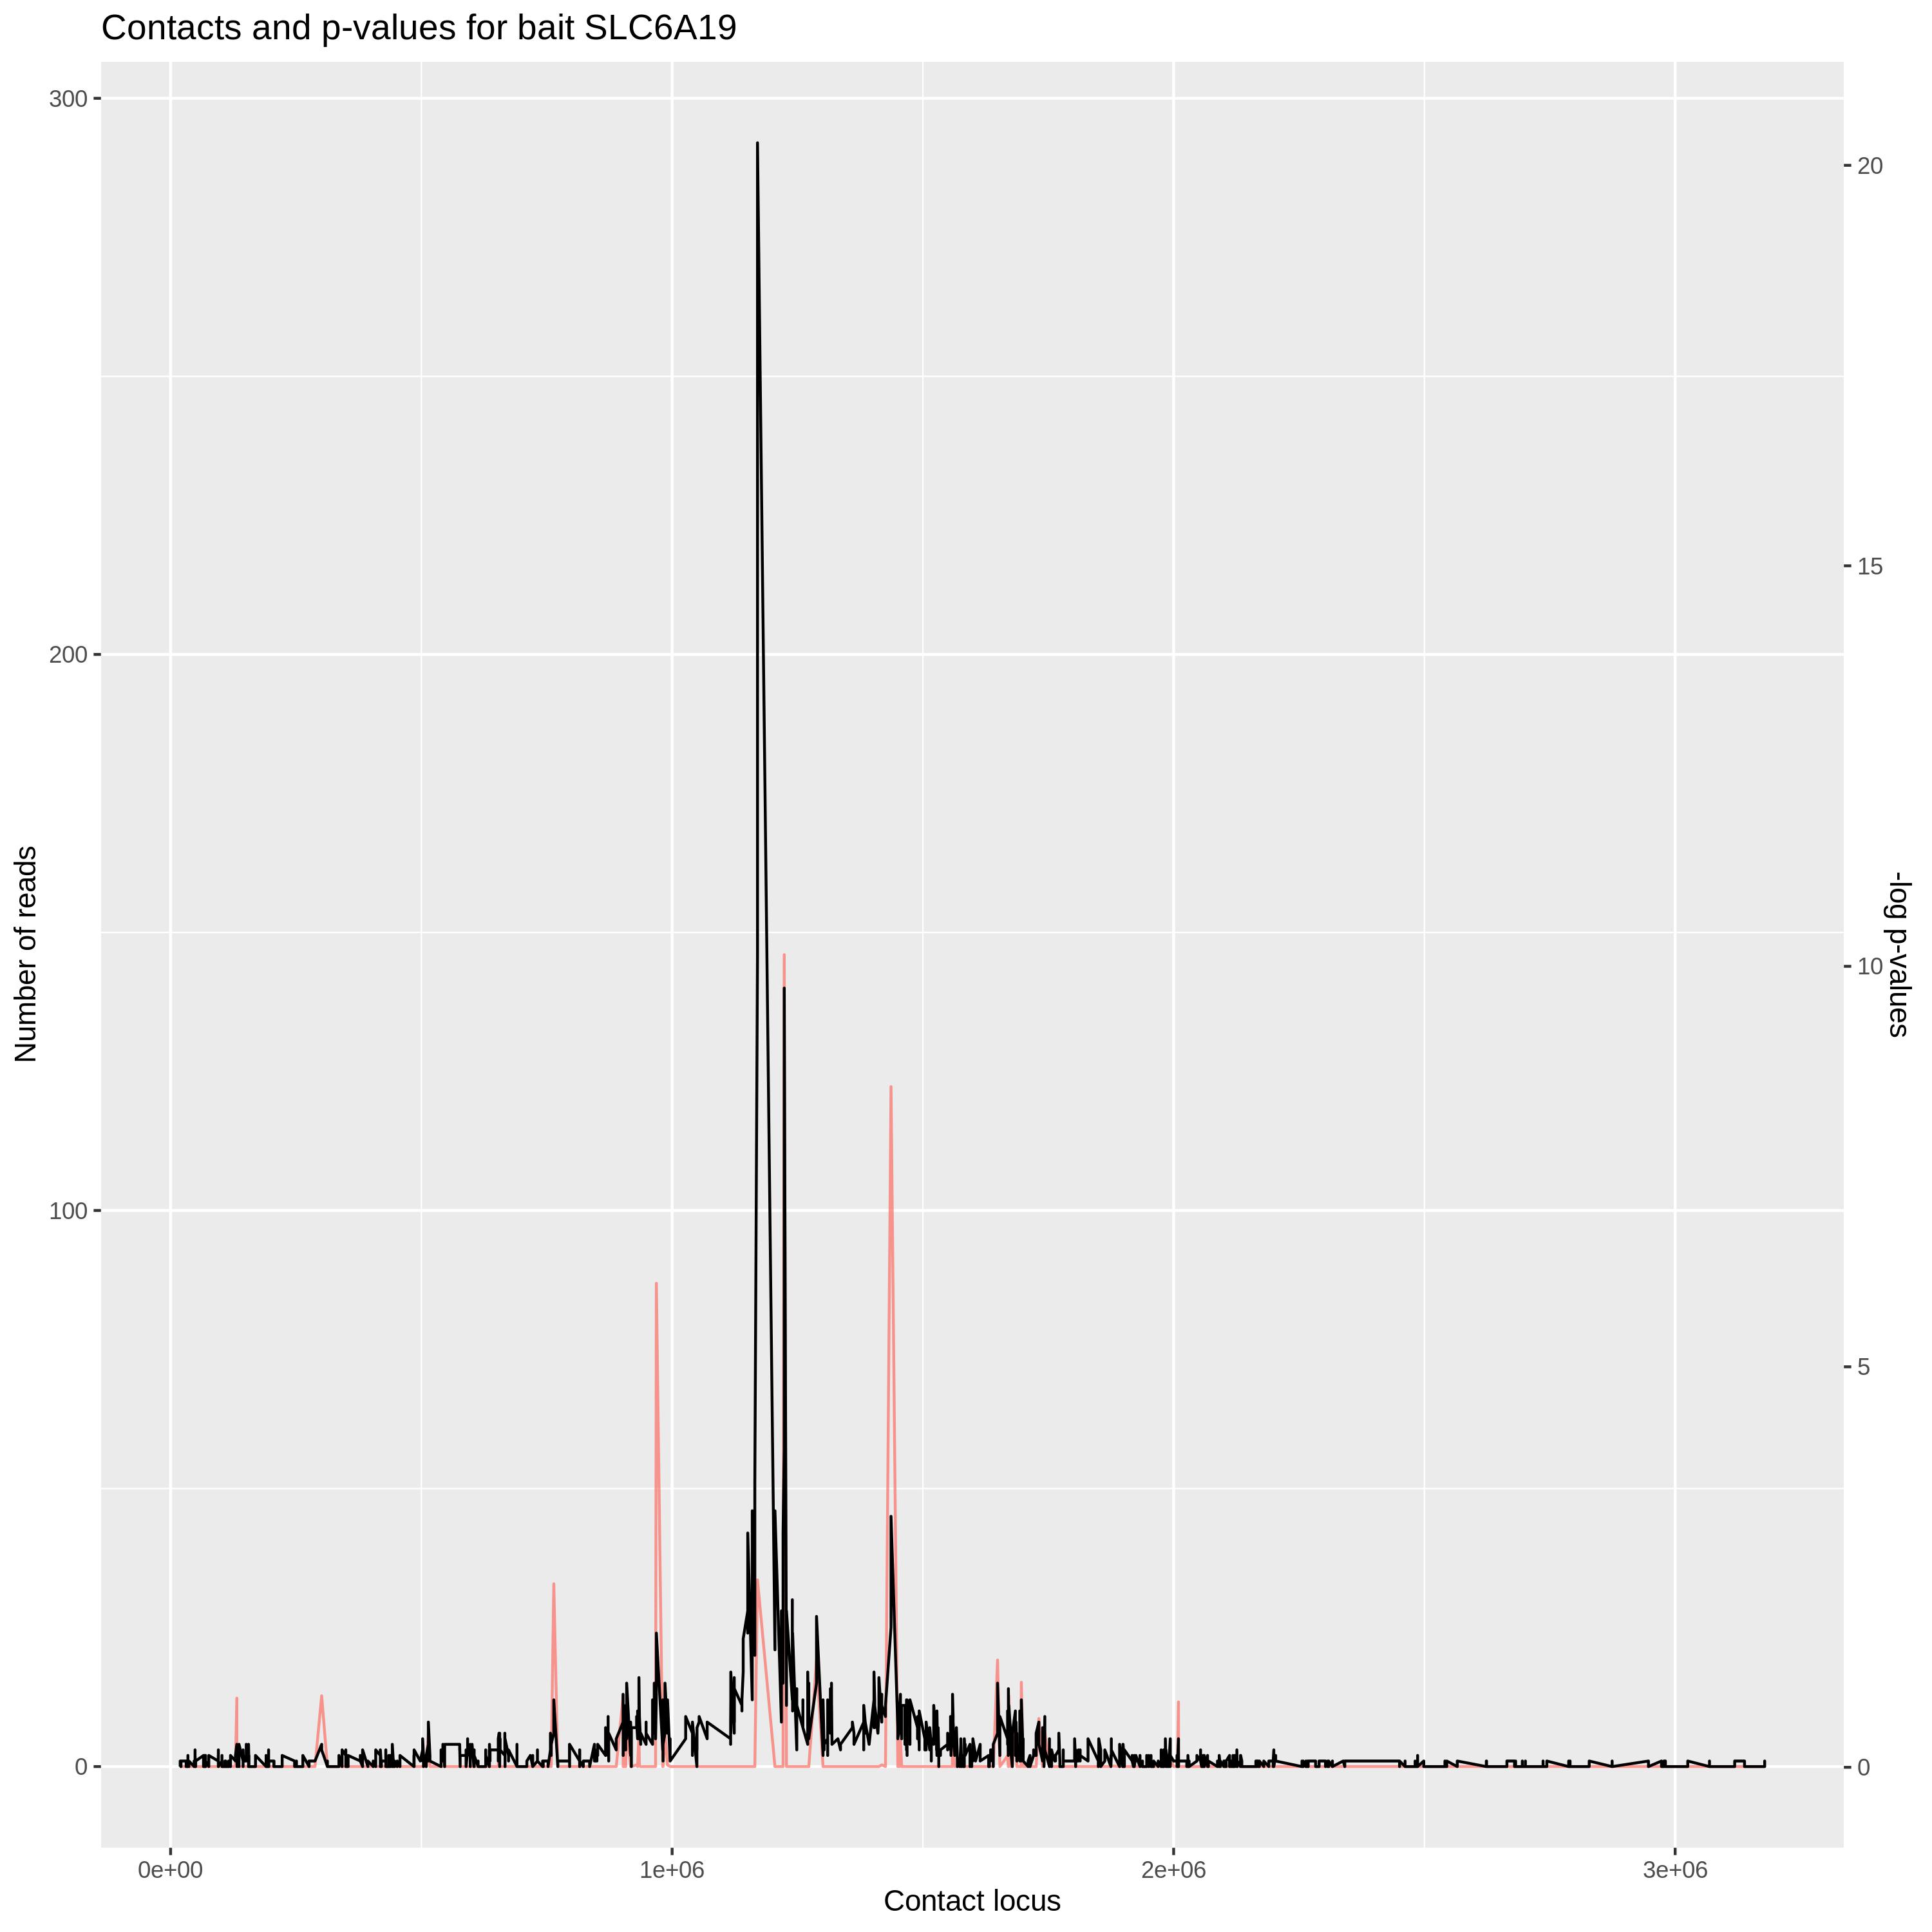 Contacts and p-values for bait SLC6A19
Number of reads
300
200
100
0
20
15
10
5
0
-log p-values
0e+00
1e+06
2e+06
3e+06
Contact locus